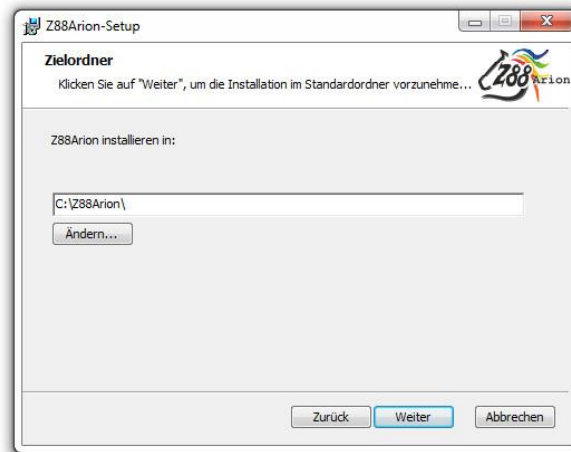 Z88Arion-Setup
Zielordner
Klicken Sie auf "Weiter", um die Installation im Standardordner vorzunehme...
Z88 Arion
Z88Arion installieren in:
C:\Z88Arion\
Ändern...
Zurück Weiter Abbrechen